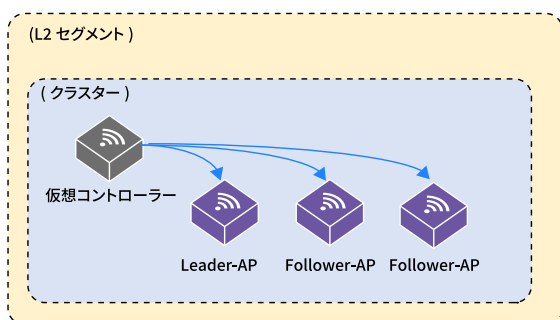 (L2 セグメント )
( クラスター )
仮想コントローラー
Leader-AP
Follower-AP
Follower-AP